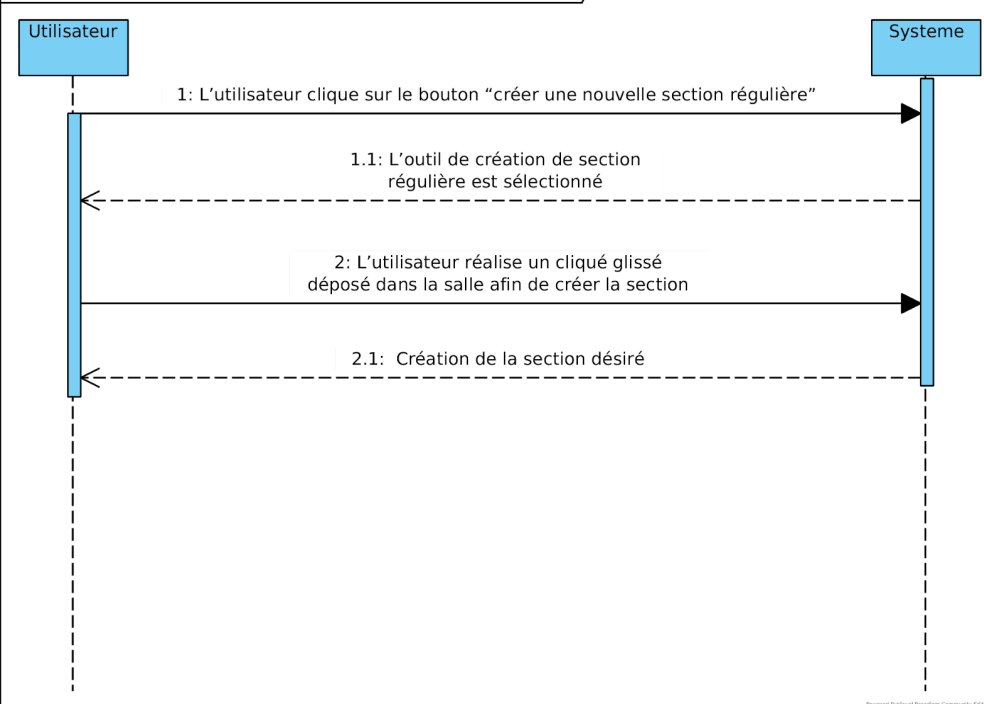 Utilisateur
Systeme
1: L’utilisateur clique sur le bouton “créer une nouvelle section régulière”
1.1: L’outil de création de section
régulière est sélectionné
2: L’utilisateur réalise un cliqué glissé
déposé dans la salle afin de créer la section
2.1:  Création de la section désiré